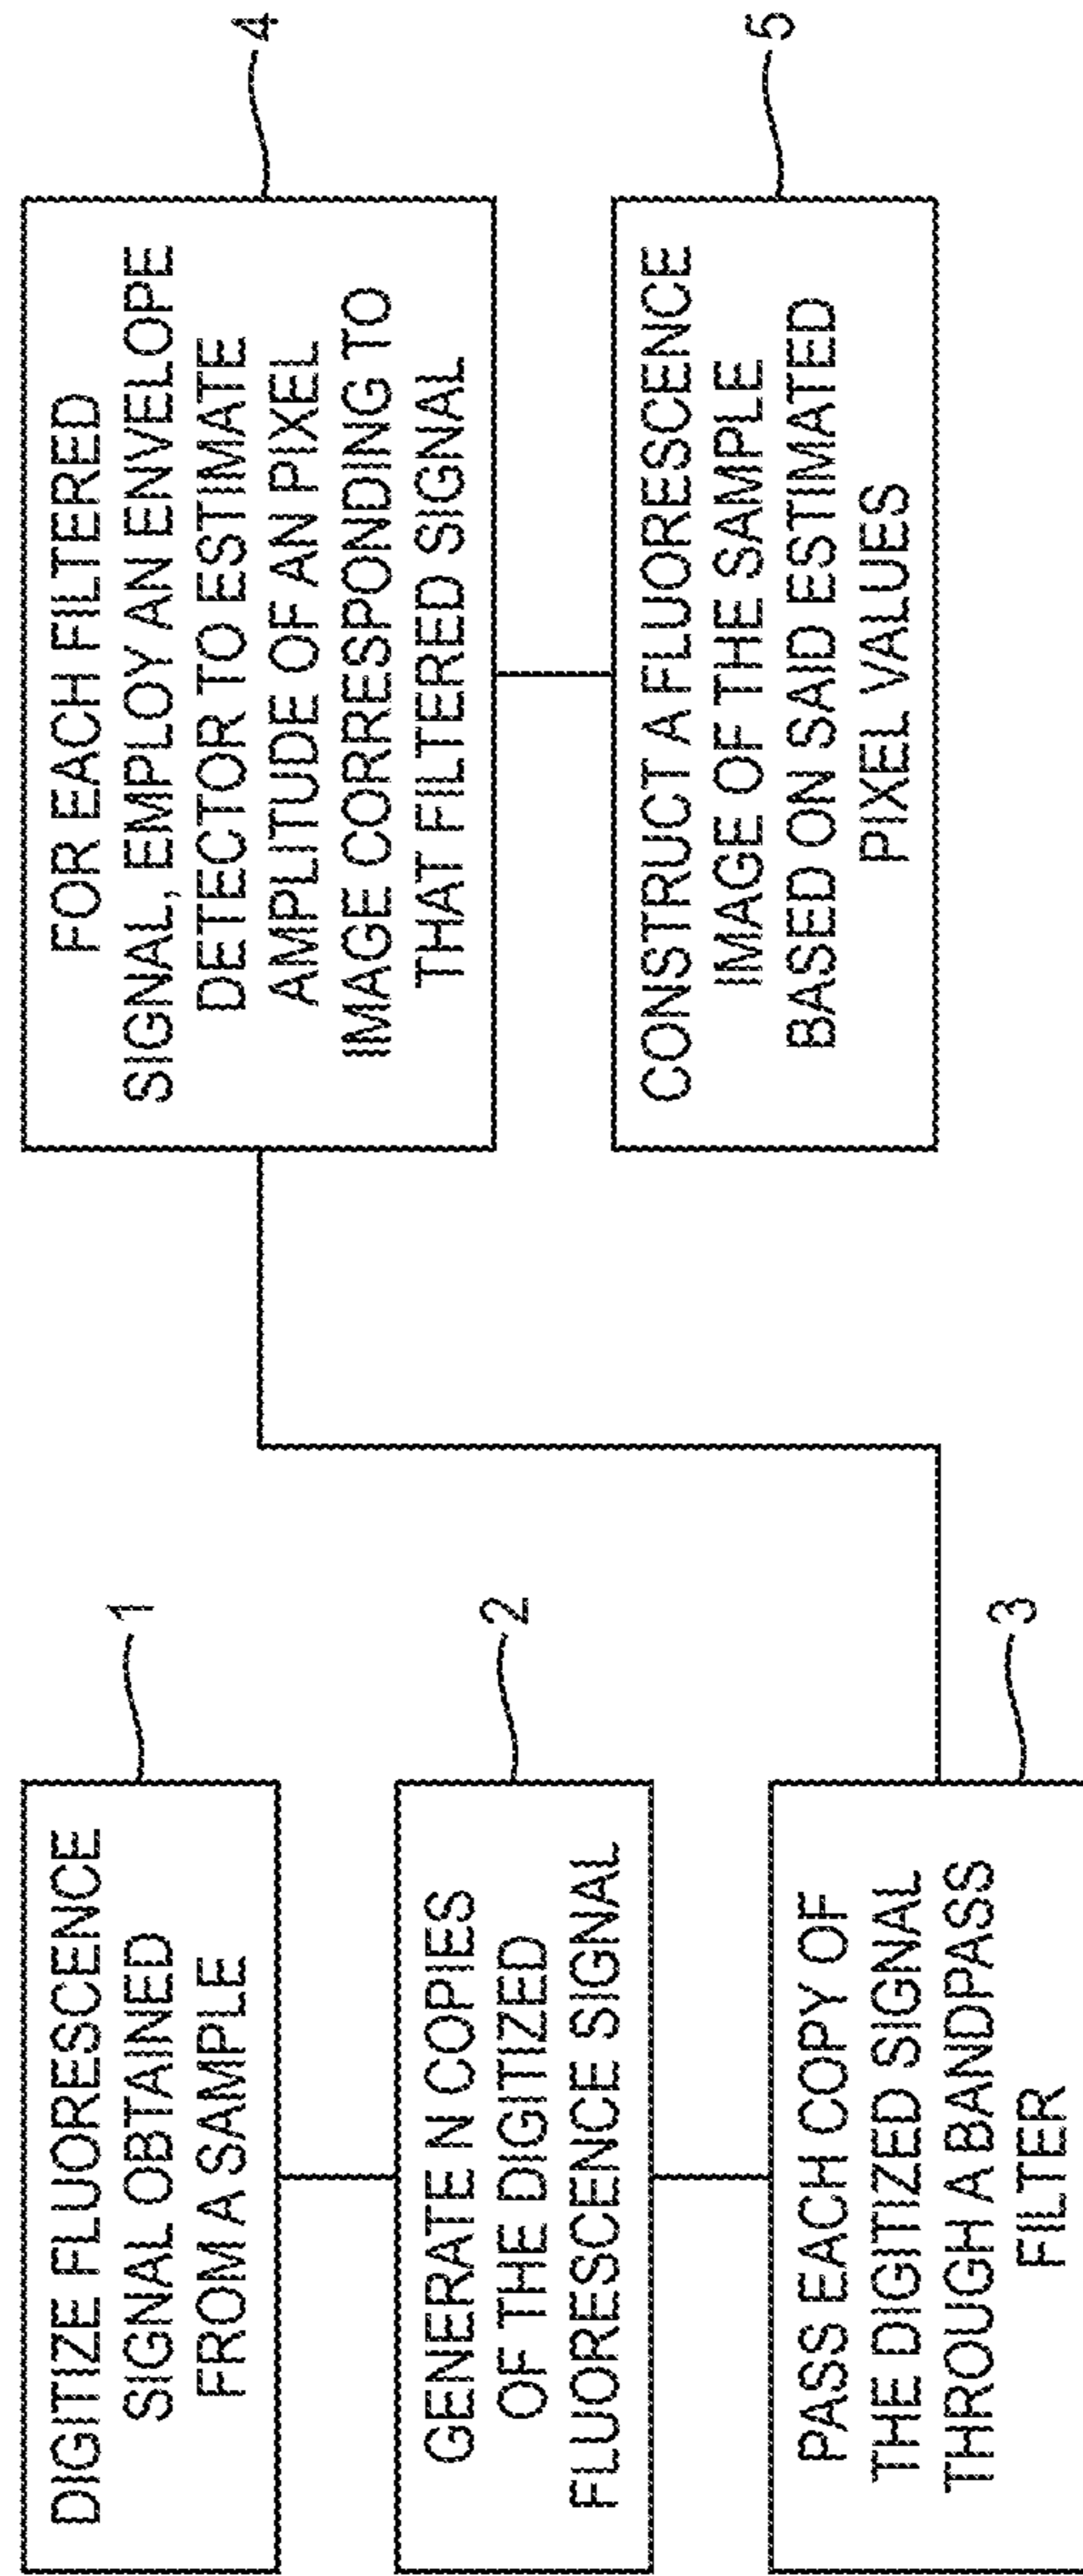 DIGITIZE FLUORESCENCE
SIGNAL OBTAINED
FROM A SAMPLE
1
GENERATE N COPIES
OF THE DIGITIZED
FLUORESCENCE SIGNAL
2
PASS EACH COPY OF
THE DIGITIZED SIGNAL
THROUGH A BANDPASS
FILTER
3
FOR EACH FILTERED
SIGNAL, EMPLOY AN ENVELOPE
DETECTOR TO ESTIMATE
AMPLITUDE OF AN PIXEL
IMAGE CORRESPONDING TO
THAT FILTERED SIGNAL
4
CONSTRUCT A FLUORESCENCE
IMAGE OF THE SAMPLE
BASED ON SAID ESTIMATED
PIXEL VALUES
5